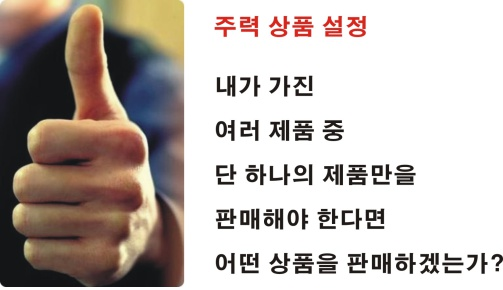 주력 상품 설정
내가 가진
여러 제품 중
단 하나의 제품만을
판매해야 한다면
어떤 상품을 판매하겠는가?